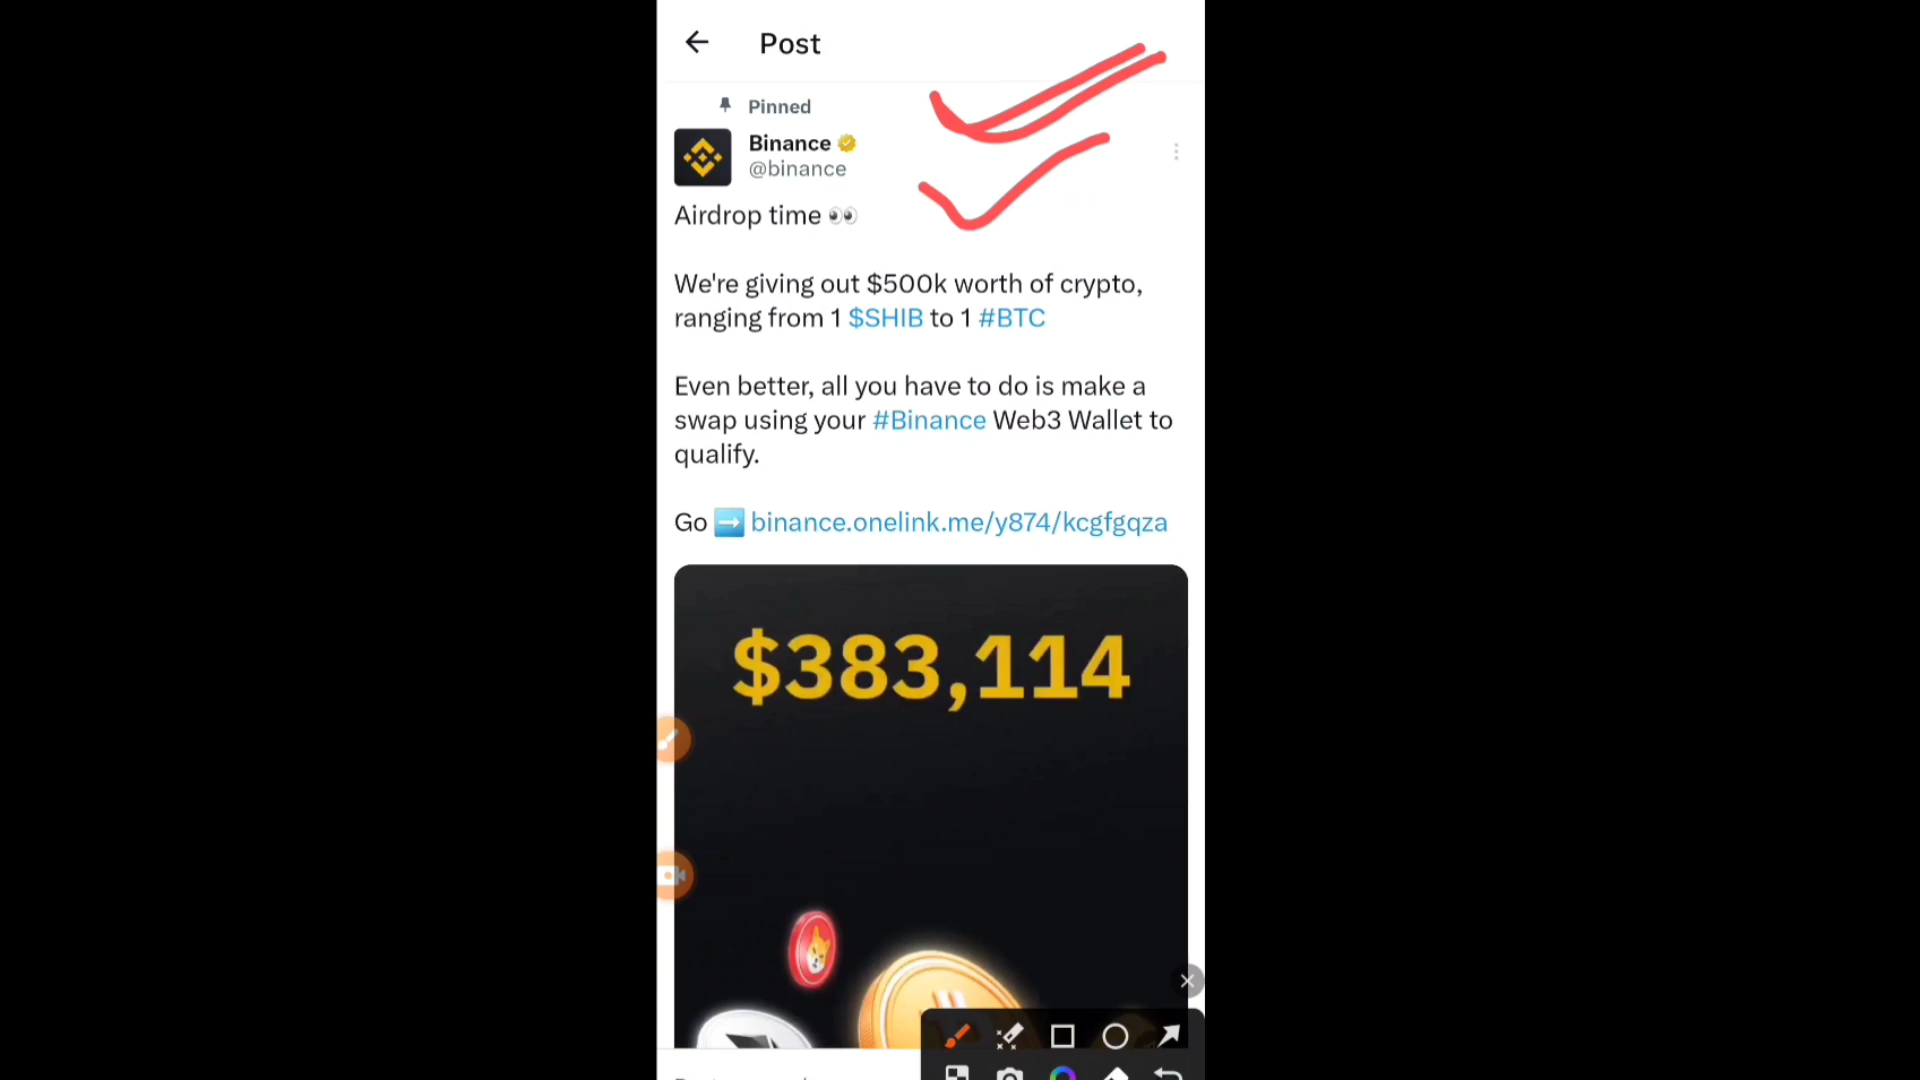 Post
Pinned
Binance
@binance
Airdrop time 👀
We're giving out $500k worth of crypto,
ranging from 1 $SHIB to 1 #BTC
Even better, all you have to do is make a
swap using your #Binance Web3 Wallet to
qualify.
Go ➡️ binance.onelink.me/y874/kcgfgqza
$383,114